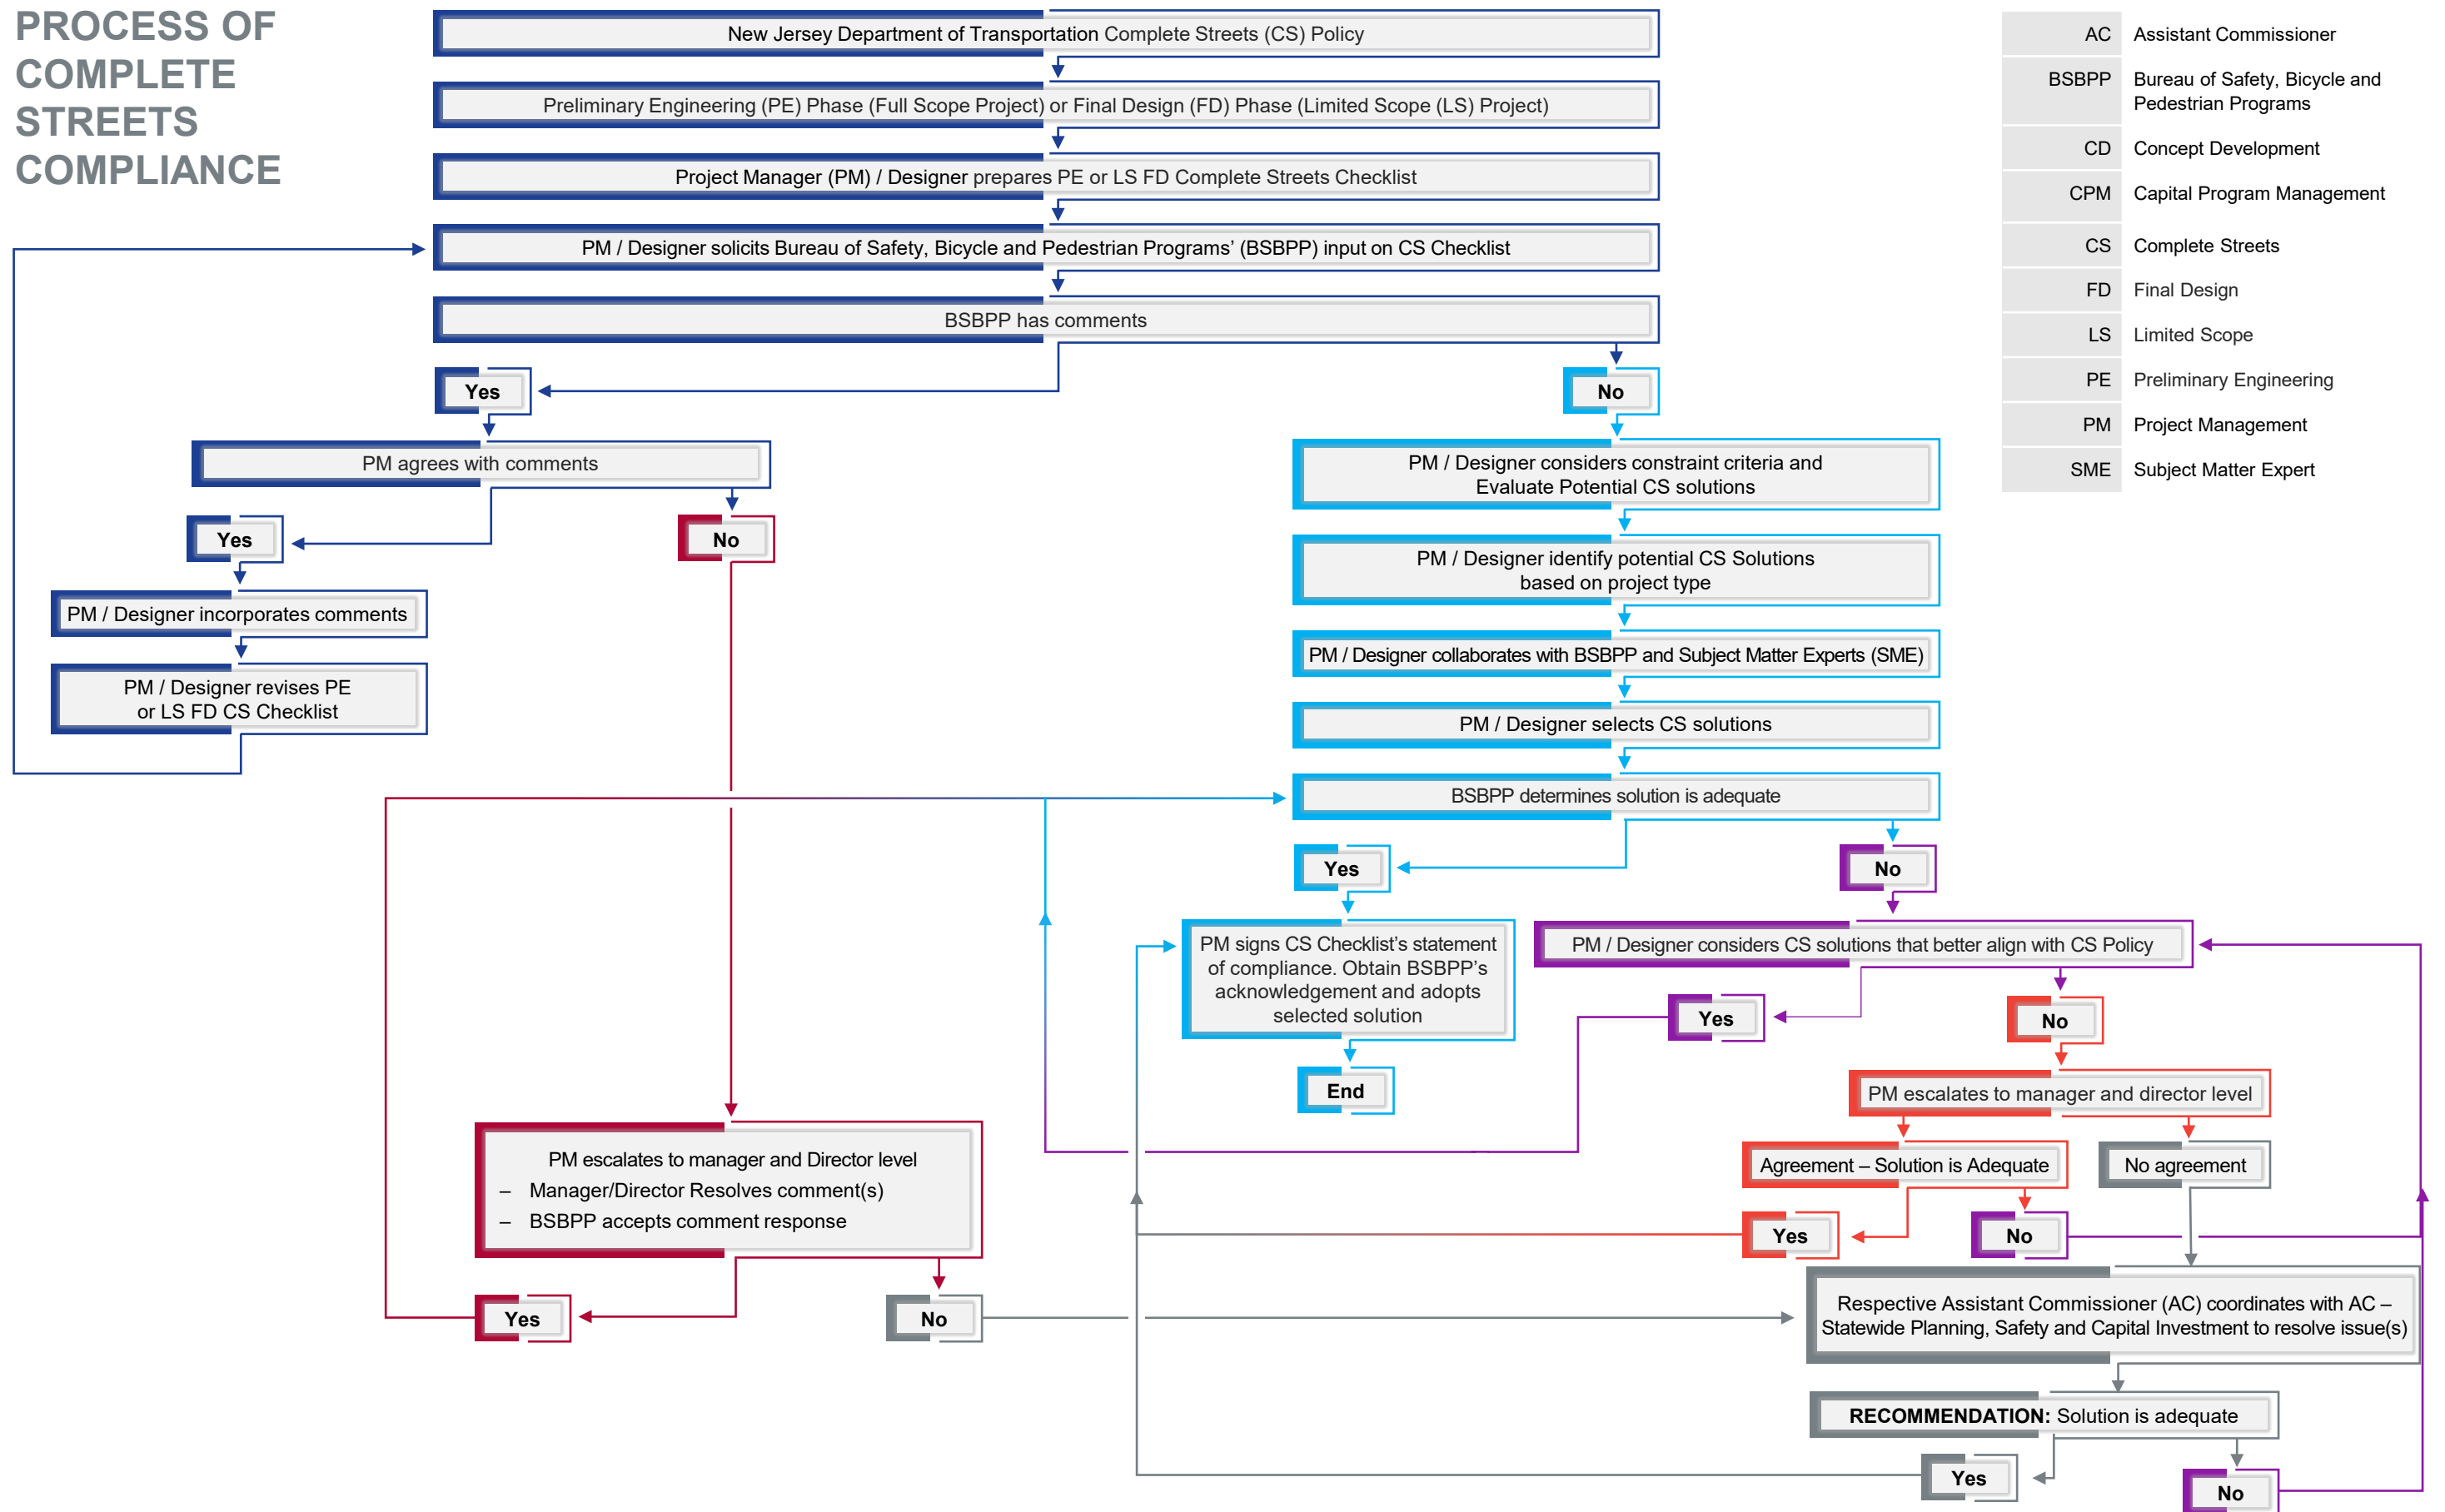 PROCESS OF
COMPLETE
STREETS
COMPLIANCE
New Jersey Department of Transportation Complete Streets (CS) Policy
Preliminary Engineering (PE) Phase (Full Scope Project) or Final Design (FD) Phase (Limited Scope (LS) Project)
Project Manager (PM) / Designer prepares PE or LS FD Complete Streets Checklist
PM / Designer solicits Bureau of Safety, Bicycle and Pedestrian Programs’ (BSBPP) input on CS Checklist
BSBPP has comments
Yes
No
PM agrees with comments
Yes
No
PM / Designer incorporates comments
PM / Designer revises PE
or LS FD CS Checklist
PM / Designer considers constraint criteria and
Evaluate Potential CS solutions
PM / Designer identify potential CS Solutions
based on project type
PM / Designer collaborates with BSBPP and Subject Matter Experts (SME)
PM / Designer selects CS solutions
BSBPP determines solution is adequate
Yes
No
PM signs CS Checklist’s statement
of compliance. Obtain BSBPP’s
acknowledgement and adopts
selected solution
End
PM / Designer considers CS solutions that better align with CS Policy
Yes
No
PM escalates to manager and director level
Agreement – Solution is Adequate
No agreement
Yes
No
PM escalates to manager and Director level
– Manager/Director Resolves comment(s)
– BSBPP accepts comment response
Yes
No
Respective Assistant Commissioner (AC) coordinates with AC –
Statewide Planning, Safety and Capital Investment to resolve issue(s)
RECOMMENDATION: Solution is adequate
Yes
No
AC Assistant Commissioner
BSBPP Bureau of Safety, Bicycle and
Pedestrian Programs
CD Concept Development
CPM Capital Program Management
CS Complete Streets
FD Final Design
LS Limited Scope
PE Preliminary Engineering
PM Project Management
SME Subject Matter Expert